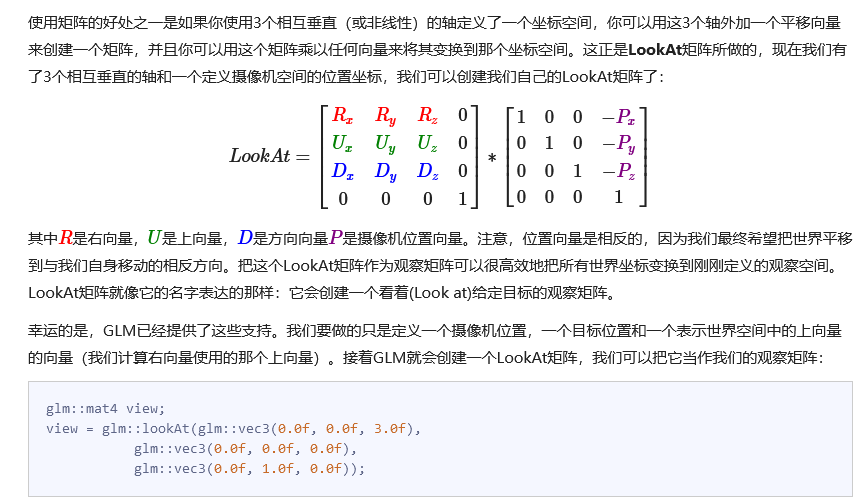 使用矩阵的好处之一是如果你使用3个相互垂直（或非线性）的轴定义了一个坐标空间，你可以用这3个轴外加一个平移向量
来创建一个矩阵，并且你可以用这个矩阵乘以任何向量来将其变换到那个坐标空间。这正是LookAt矩阵所做的，现在我们有
了3个相互垂直的轴和一个定义摄像机空间的位置坐标，我们可以创建我们自己的LookAt矩阵了：
LookAt = [Rx Ry Rz 0; Ux Uy Uz 0; Dx Dy Dz 0; 0 0 0 1] * [1 0 0 −Px; 0 1 0 −Py; 0 0 1 −Pz; 0 0 0 1]
其中R是右向量，U是上向量，D是方向向量P是摄像机位置向量。注意，位置向量是相反的，因为我们最终希望把世界平移
到与我们自身移动的相反方向。把这个LookAt矩阵作为观察矩阵可以很高效地把所有世界坐标变换到刚刚定义的观察空间。
LookAt矩阵就像它的名字表达的那样：它会创建一个看着(Look at)给定目标的观察矩阵。
幸运的是，GLM已经提供了这些支持。我们要做的只是定义一个摄像机位置，一个目标位置和一个表示世界空间中的上向量
的向量（我们计算右向量使用的那个上向量）。接着GLM就会创建一个LookAt矩阵，我们可以把它当作我们的观察矩阵：
glm::mat4 view;
view = glm::lookAt(glm::vec3(0.0f, 0.0f, 3.0f),
glm::vec3(0.0f, 0.0f, 0.0f),
glm::vec3(0.0f, 1.0f, 0.0f));